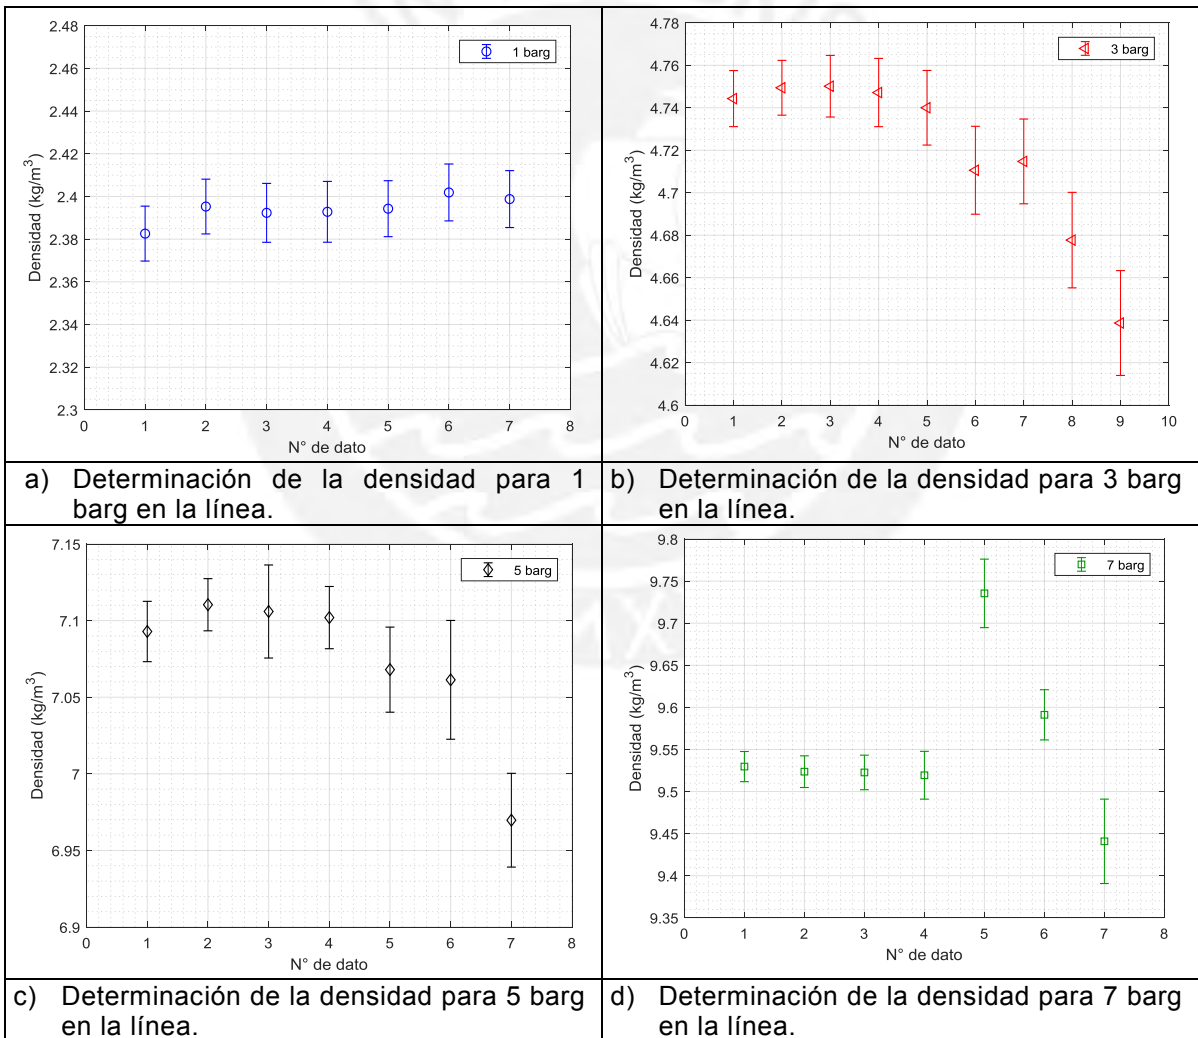 2.48
2.46
2.44
2.42
2.4
2.38
2.36
2.34
2.32
2.3
Densidad (kg/m³)
0 1 2 3 4 5 6 7 8
N° de dato
1 barg
4.78
4.76
4.74
4.72
4.7
4.68
4.66
4.64
4.62
4.6
Densidad (kg/m³)
0 1 2 3 4 5 6 7 8 9 10
N° de dato
3 barg
a) Determinación de la densidad para 1
barg en la línea.
b) Determinación de la densidad para 3 barg
en la línea.
7.15
7.1
7.05
7
6.95
6.9
Densidad (kg/m³)
0 1 2 3 4 5 6 7 8
N° de dato
5 barg
9.8
9.75
9.7
9.65
9.6
9.55
9.5
9.45
9.4
9.35
Densidad (kg/m³)
0 1 2 3 4 5 6 7 8
N° de dato
7 barg
c) Determinación de la densidad para 5 barg
en la línea.
d) Determinación de la densidad para 7 barg
en la línea.